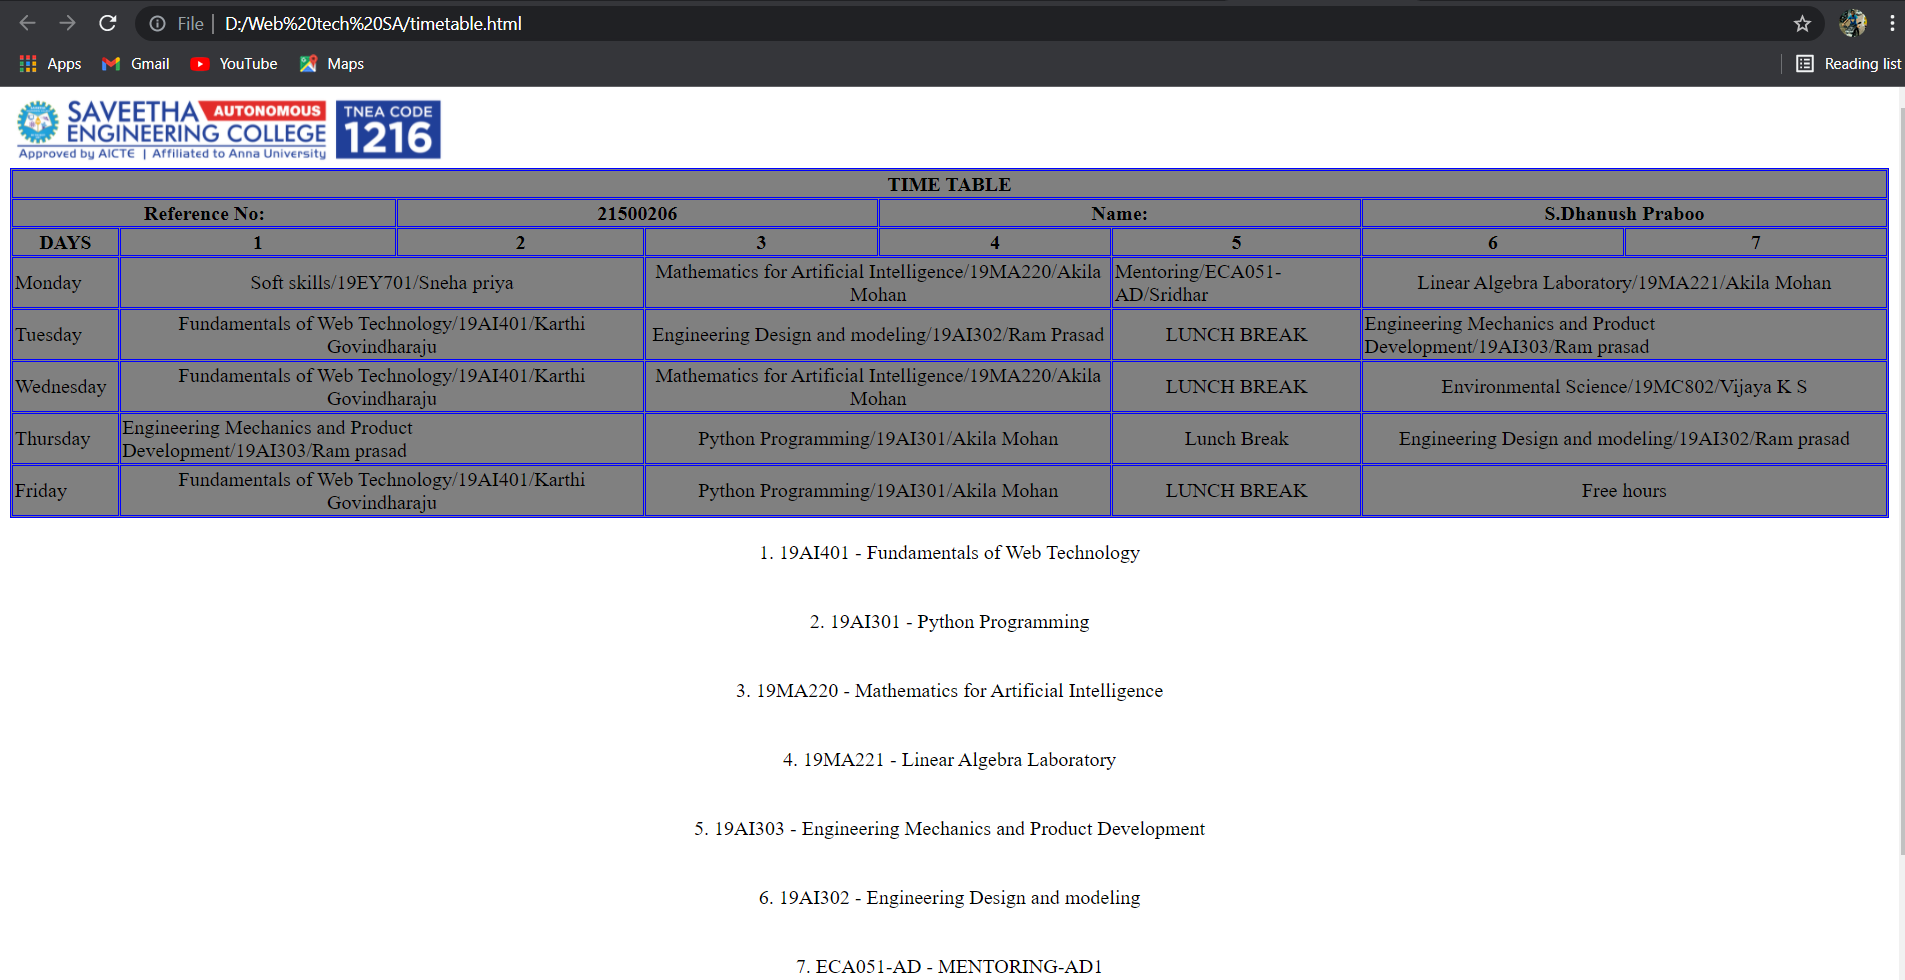 File | D:/Web%20tech%20SA/timetable.html
Apps Gmail YouTube Maps Reading list
SAVEETHA AUTONOMOUS
ENGINEERING COLLEGE
Approved by AICTE | Affiliated to Anna University
TNEA CODE
1216
TIME TABLE
Reference No: 21500206 Name: S.Dhanush Praboo
DAYS 1 2 3 4 5 6 7
Monday
Soft skills/19EY701/Sneha priya
Mathematics for Artificial Intelligence/19MA220/Akila
Mohan
Mentoring/ECA051-
AD/Sridhar
Linear Algebra Laboratory/19MA221/Akila Mohan
Tuesday
Fundamentals of Web Technology/19AI401/Karthi
Govindharaju
Engineering Design and modeling/19AI302/Ram Prasad
LUNCH BREAK
Engineering Mechanics and Product
Development/19AI303/Ram prasad
Wednesday
Fundamentals of Web Technology/19AI401/Karthi
Govindharaju
Mathematics for Artificial Intelligence/19MA220/Akila
Mohan
LUNCH BREAK
Environmental Science/19MC802/Vijaya K S
Thursday
Engineering Mechanics and Product
Development/19AI303/Ram prasad
Python Programming/19AI301/Akila Mohan
Lunch Break
Engineering Design and modeling/19AI302/Ram prasad
Friday
Fundamentals of Web Technology/19AI401/Karthi
Govindharaju
Python Programming/19AI301/Akila Mohan
LUNCH BREAK
Free hours
1. 19AI401 - Fundamentals of Web Technology
2. 19AI301 - Python Programming
3. 19MA220 - Mathematics for Artificial Intelligence
4. 19MA221 - Linear Algebra Laboratory
5. 19AI303 - Engineering Mechanics and Product Development
6. 19AI302 - Engineering Design and modeling
7. ECA051-AD - MENTORING-AD1